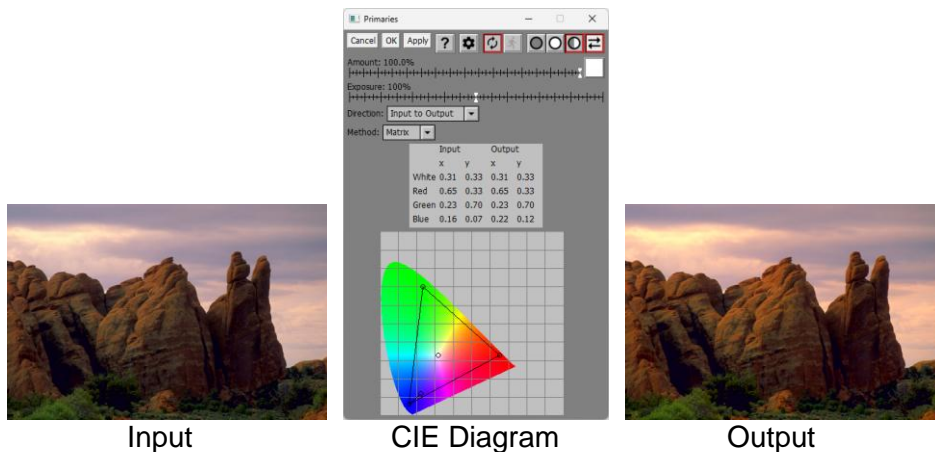 Primaries
Cancel OK Apply ?
Amount: 100.0%
Exposure: 100%
Direction: Input to Output
Method: Matrix
Input Output
x y x y
White 0.31 0.33 0.31 0.33
Red 0.65 0.33 0.65 0.33
Green 0.23 0.70 0.23 0.70
Blue 0.16 0.07 0.22 0.12
Input CIE Diagram Output